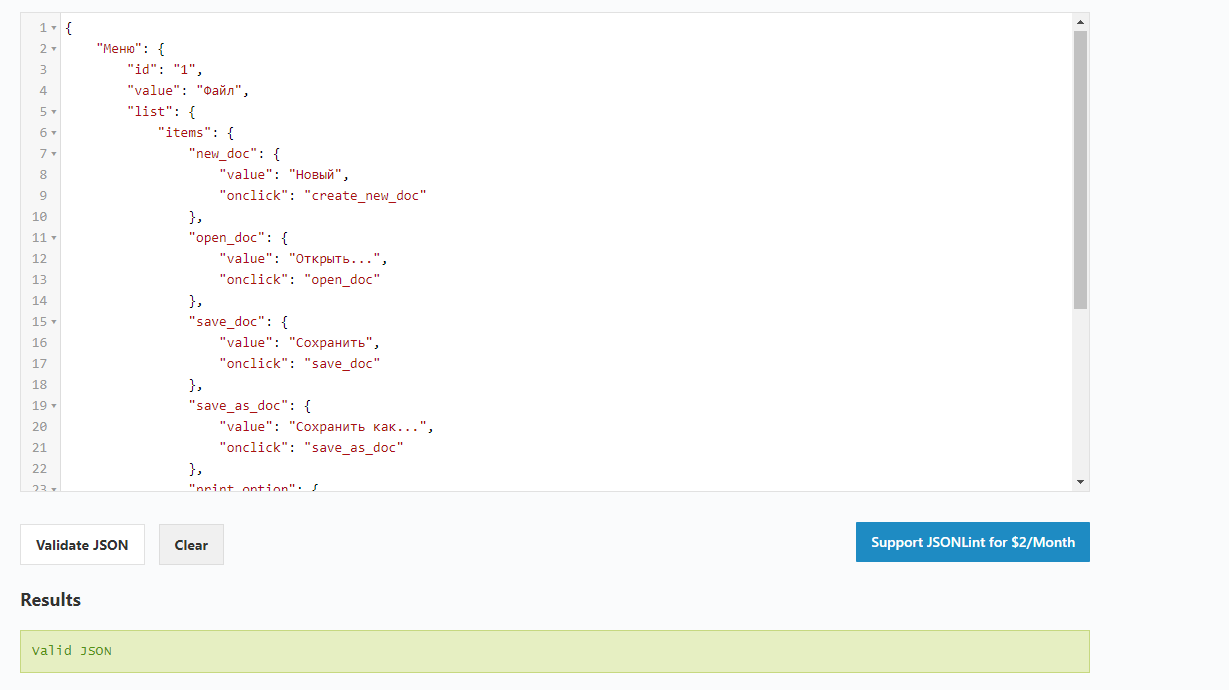 1 {
2 "Меню": {
3 "id": "1",
4 "value": "Файл",
5 "list": {
6 "items": {
7 "new_doc": {
8 "value": "Новый",
9 "onclick": "create_new_doc"
10 },
11 "open_doc": {
12 "value": "Открыть...",
13 "onclick": "open_doc"
14 },
15 "save_doc": {
16 "value": "Сохранить",
17 "onclick": "save_doc"
18 },
19 "save_as_doc": {
20 "value": "Сохранить как...",
21 "onclick": "save_as_doc"
22 },
23 "print_option": {
Validate JSON Clear Support JSONLint for $2/Month
Results
Valid JSON